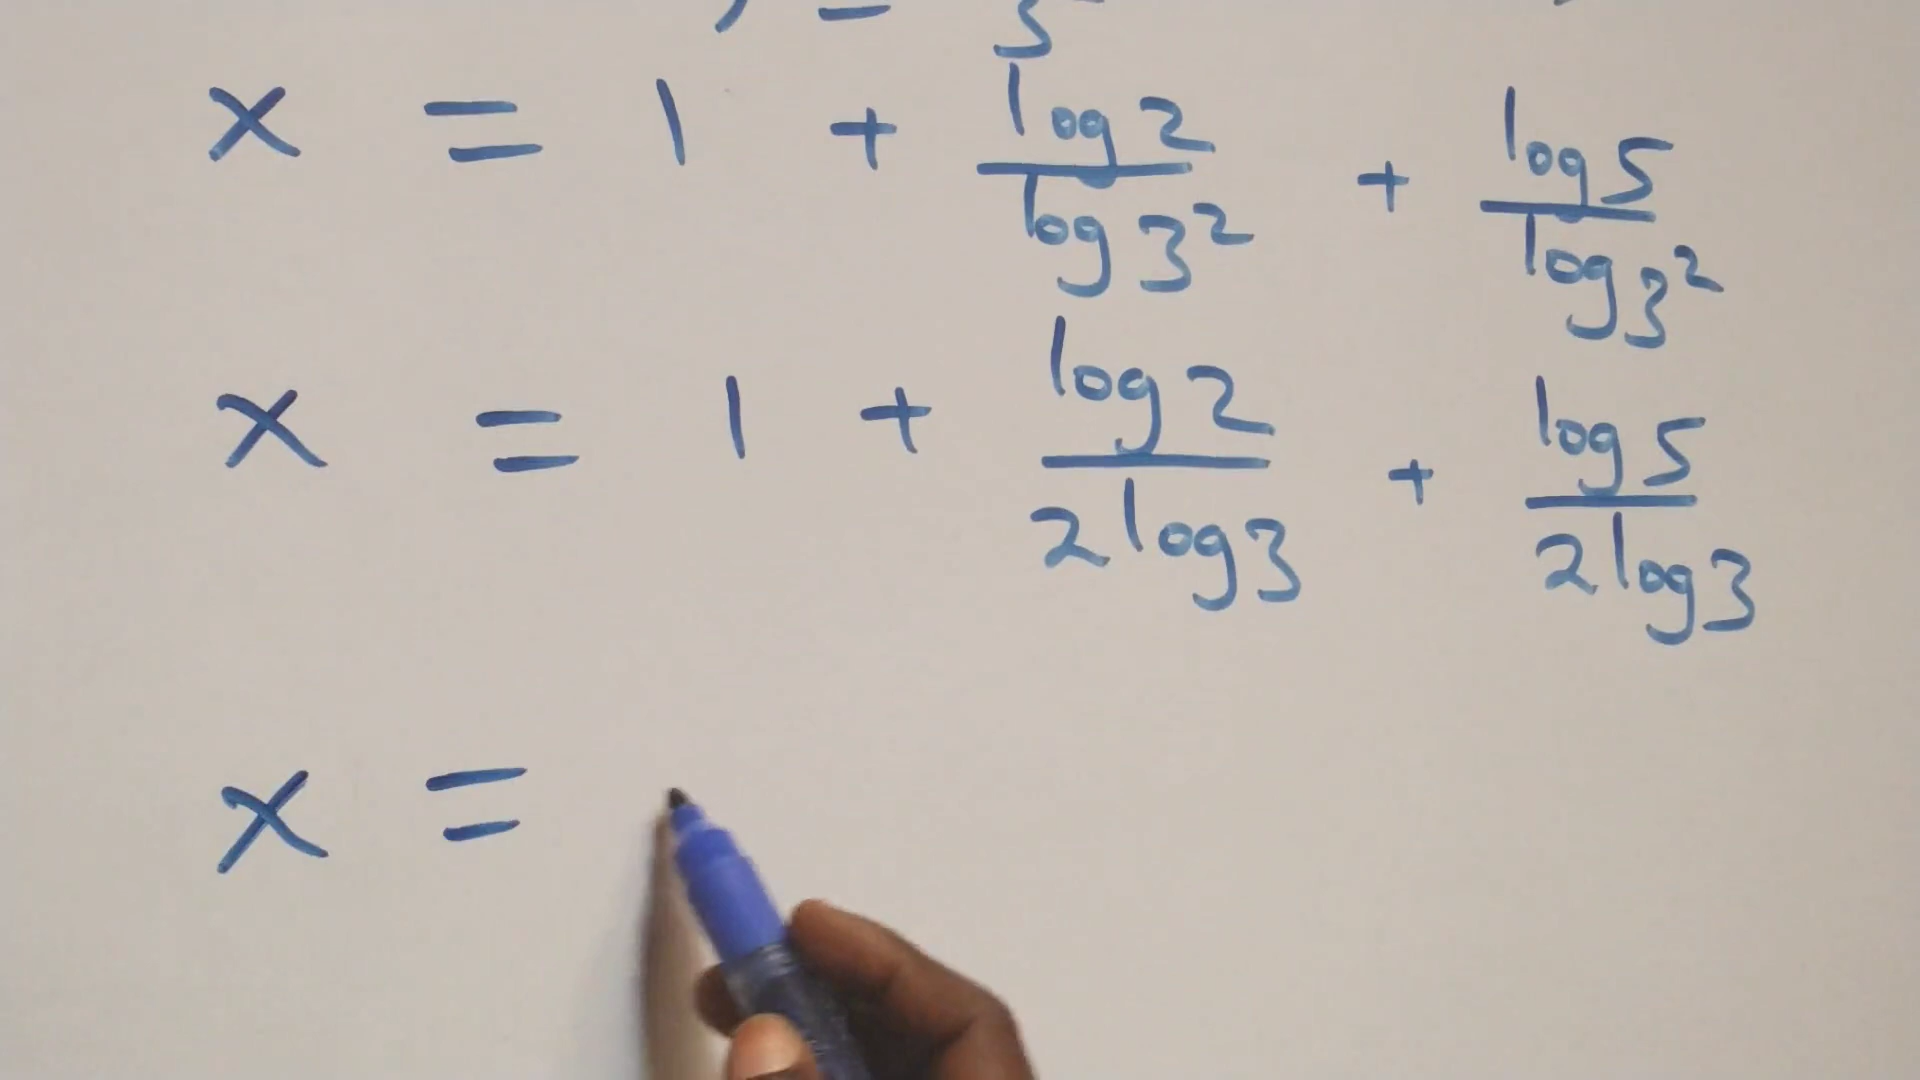 x = 1 + log 2 / log 3² + log 5 / log 3²
x = 1 + log 2 / 2 log 3 + log 5 / 2 log 3
x =